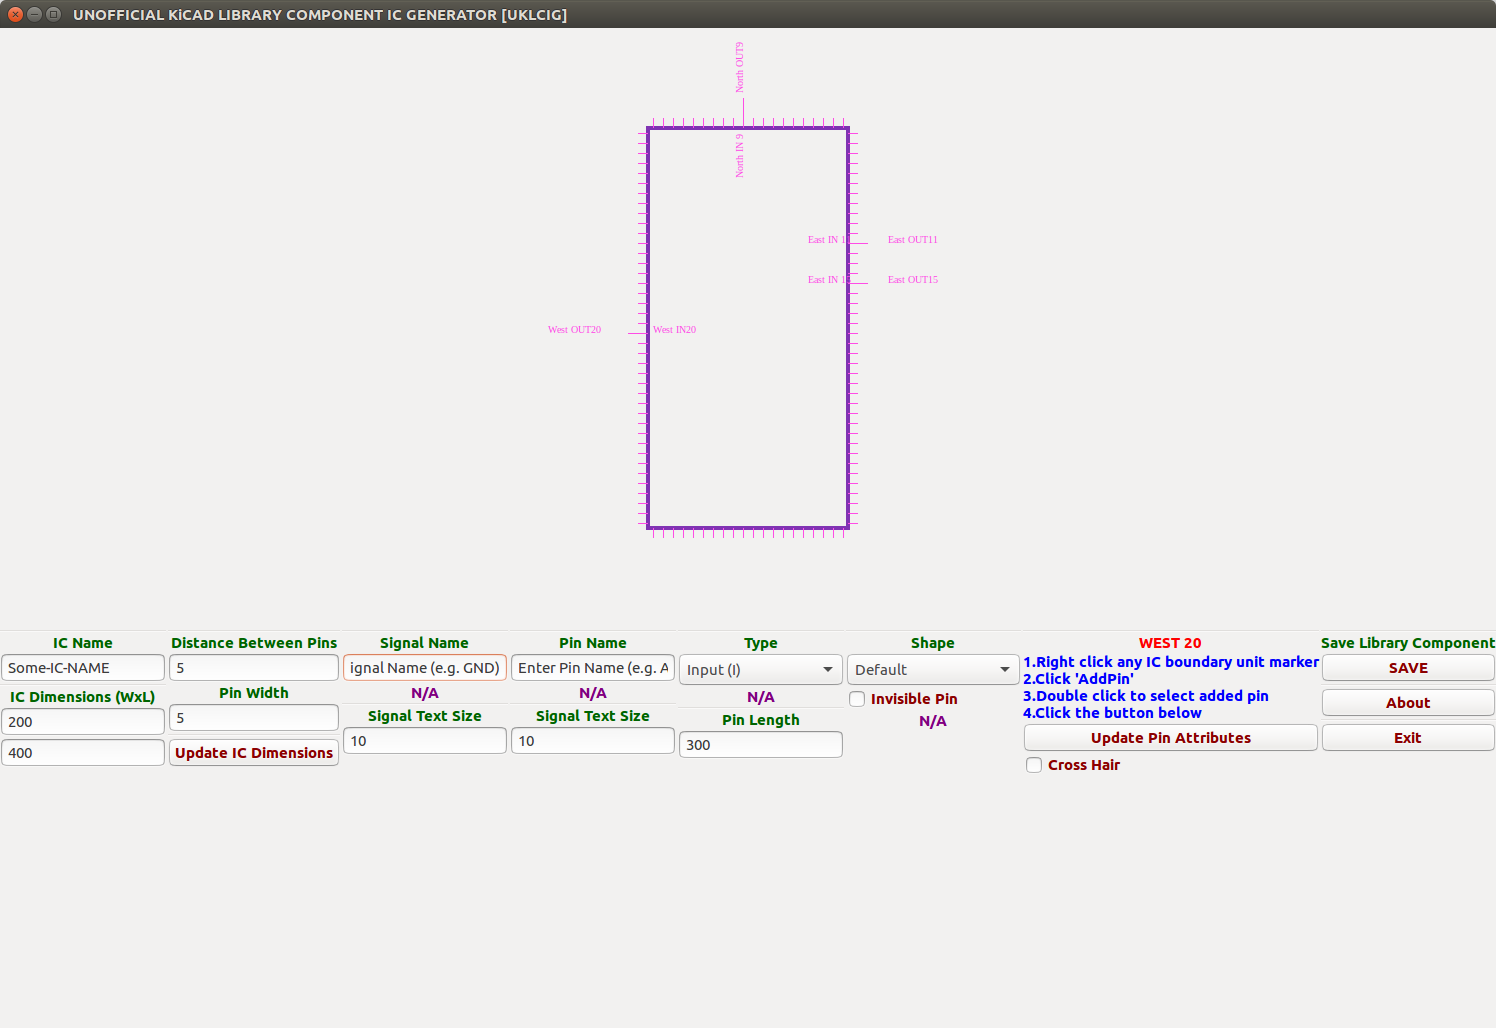 UNOFFICIAL KiCAD LIBRARY COMPONENT IC GENERATOR [UKLCIG]
North OUT9
North IN 9
East IN 1
East OUT11
East IN 1
East OUT15
West OUT20
West IN20
IC Name
Some-IC-NAME
IC Dimensions (WxL)
200
400
Distance Between Pins
5
Pin Width
5
Update IC Dimensions
Signal Name
ignal Name (e.g. GND)
N/A
Signal Text Size
10
Pin Name
Enter Pin Name (e.g. A
N/A
Signal Text Size
10
Type
Input (I)
N/A
Pin Length
300
Shape
Default
Invisible Pin
N/A
WEST 20
1.Right click any IC boundary unit marker
2.Click 'AddPin'
3.Double click to select added pin
4.Click the button below
Update Pin Attributes
Cross Hair
Save Library Component
SAVE
About
Exit